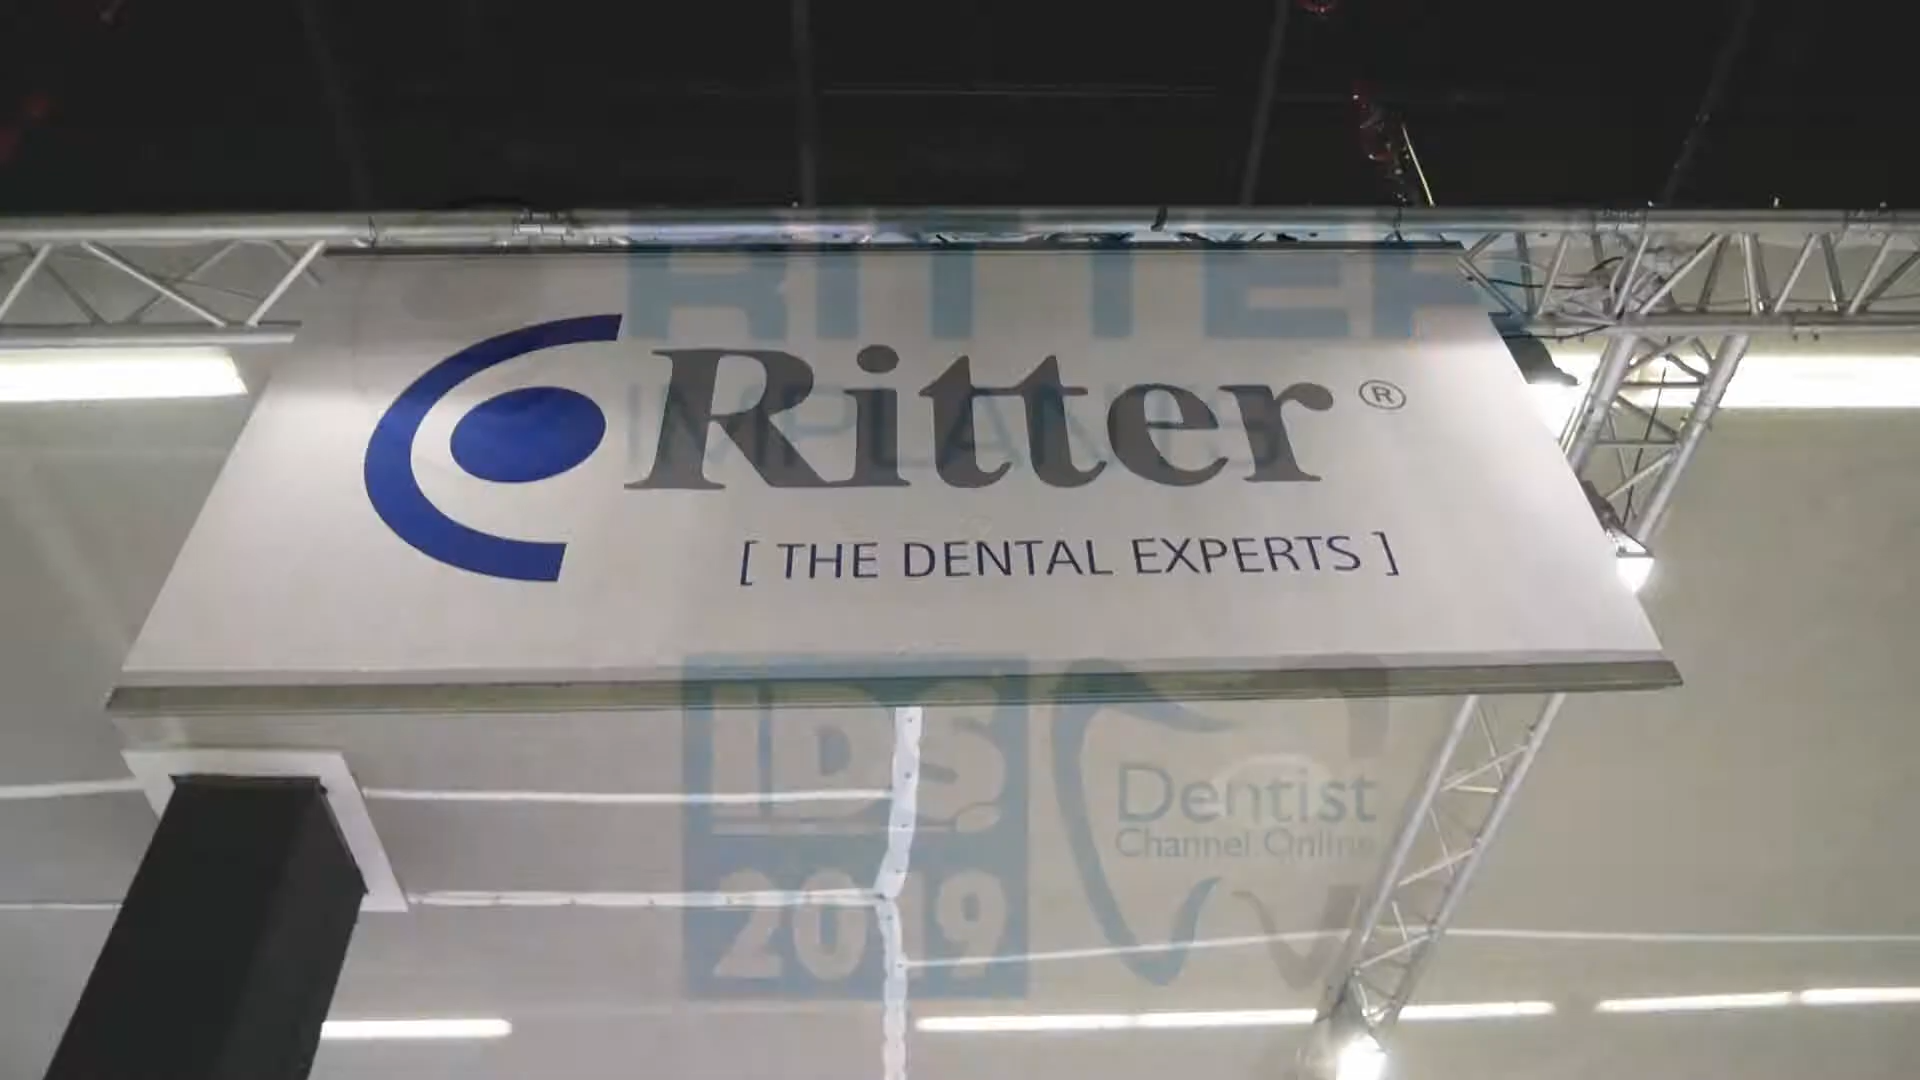 RITTER
Ritter®
IMPLANTS
[ THE DENTAL EXPERTS ]
IDS
2019
Dentist
Channel Online